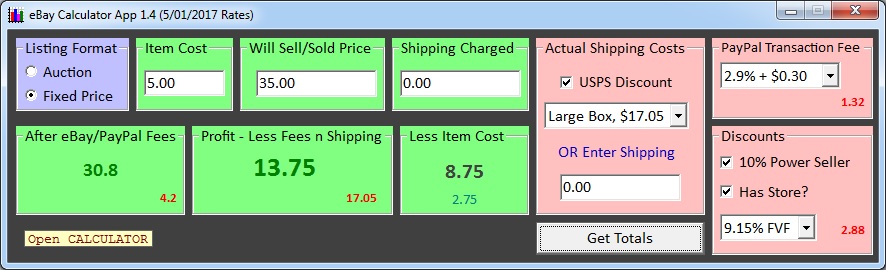 eBay Calculator App 1.4 (5/01/2017 Rates)
Listing Format
Auction
Fixed Price
Item Cost
5.00
Will Sell/Sold Price
35.00
Shipping Charged
0.00
Actual Shipping Costs
USPS Discount
Large Box, $17.05
OR Enter Shipping
0.00
PayPal Transaction Fee
2.9% + $0.30
1.32
After eBay/PayPal Fees
30.8
4.2
Profit - Less Fees n Shipping
13.75
17.05
Less Item Cost
8.75
2.75
Discounts
10% Power Seller
Has Store?
9.15% FVF
2.88
Open CALCULATOR
Get Totals